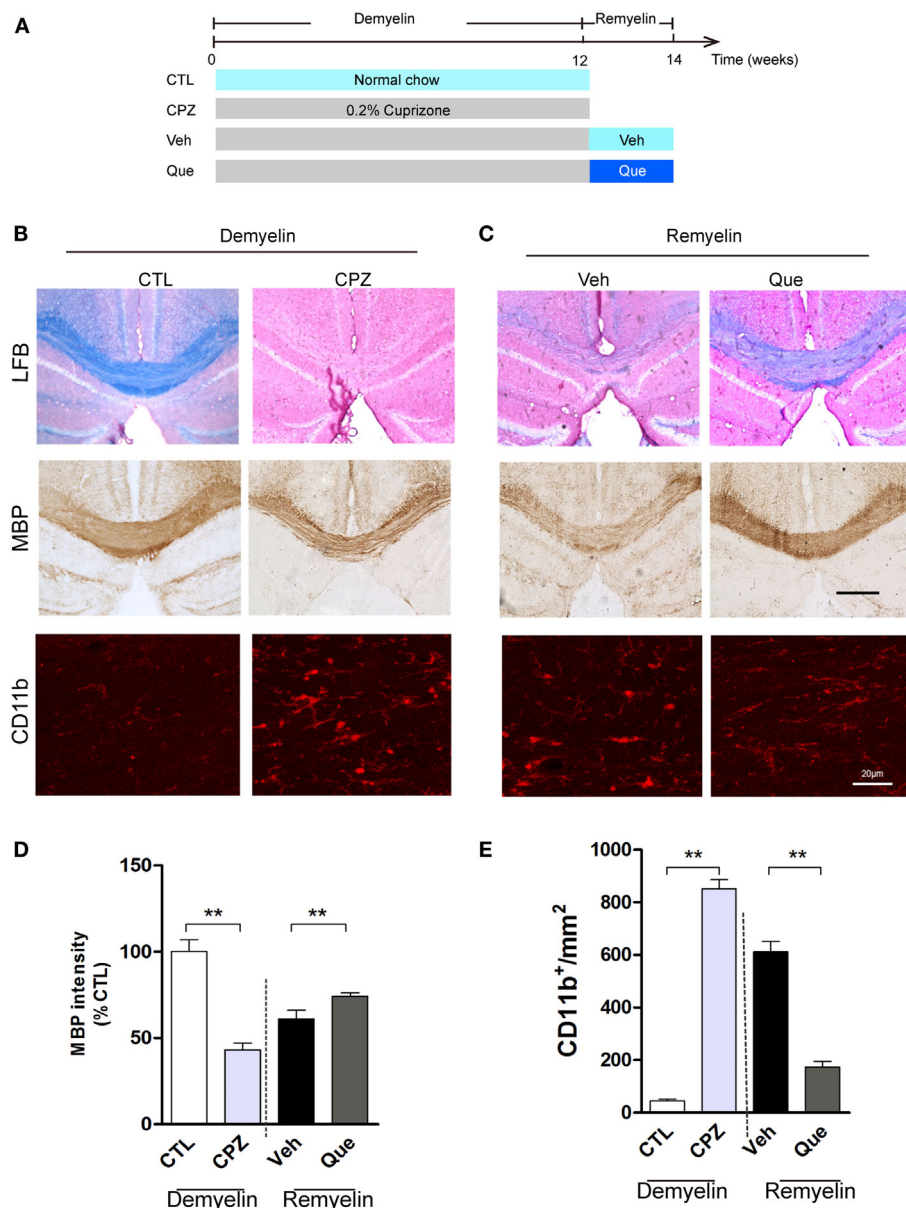 A
Demyelin Remyelin
0 12 14 Time (weeks)
CTL Normal chow
CPZ 0.2% Cuprizone
Veh Veh
Que Que
B
Demyelin
CTL CPZ
LFB
MBP
CD11b
C
Remyelin
Veh Que
20μm
D
MBP intensity
(% CTL)
150
100
50
0
** **
CTL CPZ Veh Que
Demyelin Remyelin
E
CD11b+/mm2
1000
800
600
400
200
0
** **
CTL CPZ Veh Que
Demyelin Remyelin